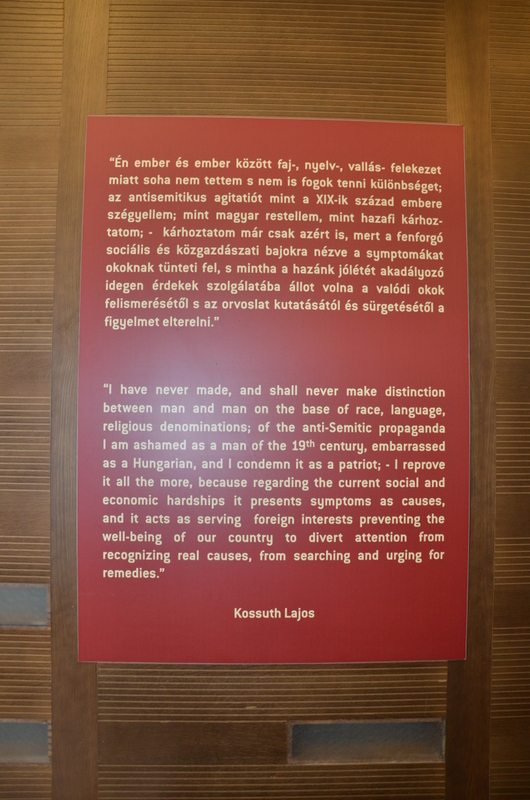 “Én ember és ember között faj-, nyelv-, vallás- felekezet
miatt soha nem tettem s nem is fogok tenni különbséget;
az antisemitikus agitatiót mint a XIX-ik század embere
szégyellem; mint magyar restellem, mint hazafi kárhoz-
tatom; - kárhoztatom már csak azért is, mert a fenforgó
sociális és közgazdászati bajokra nézve a symptomákat
okoknak tünteti fel, s mintha a hazánk jólétét akadályozó
idegen érdekek szolgálatába állot volna a valódi okok
felismerésétől s az orvoslat kutatásától és sürgetésétől a
figyelmet elterelni.”
“I have never made, and shall never make distinction
between man and man on the base of race, language,
religious denominations; of the anti-Semitic propaganda
I am ashamed as a man of the 19th century, embarrassed
as a Hungarian, and I condemn it as a patriot; - I reprove
it all the more, because regarding the current social and
economic hardships it presents symptoms as causes,
and it acts as serving foreign interests preventing the
well-being of our country to divert attention from
recognizing real causes, from searching and urging for
remedies.”
Kossuth Lajos